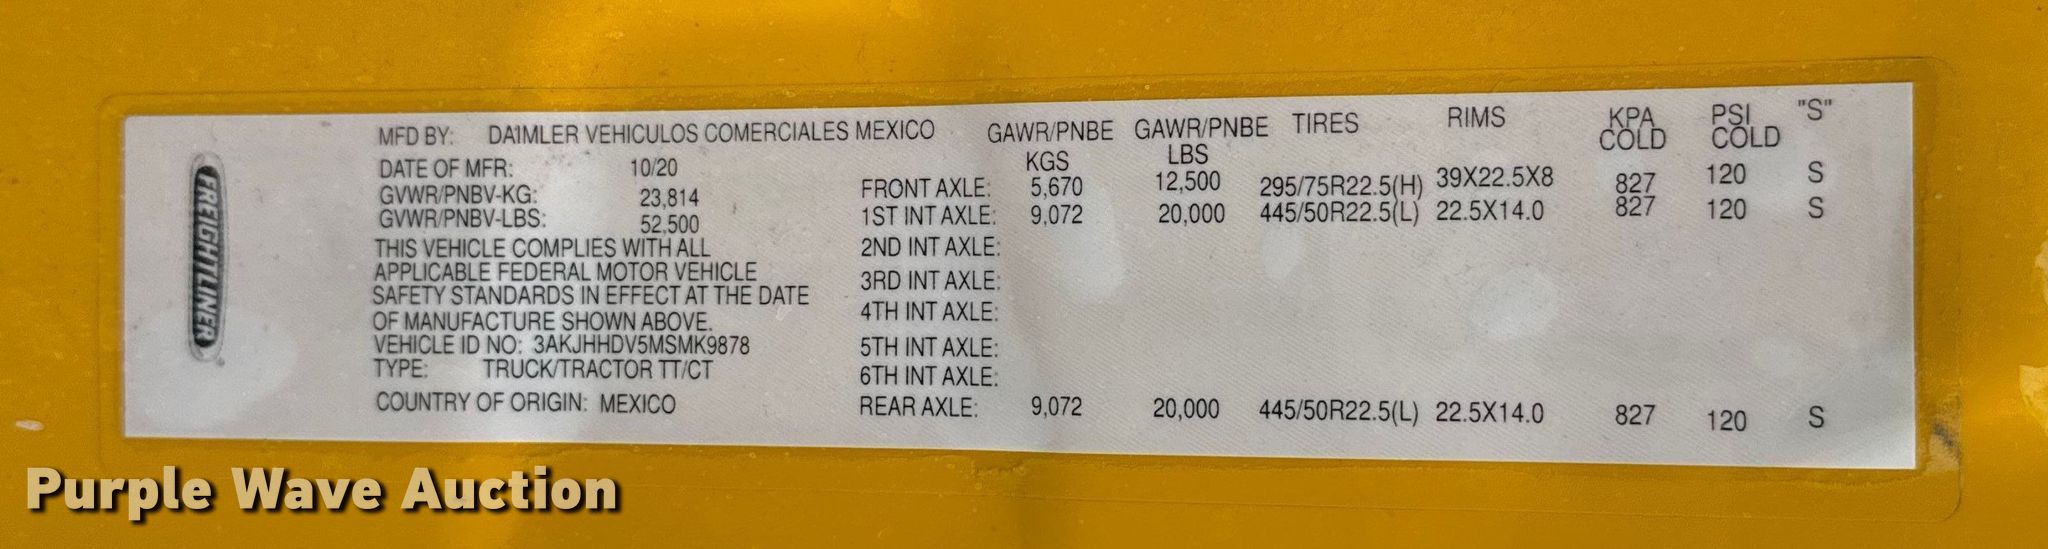 FREIGHTLINER
MFD BY: DAIMLER VEHICULOS COMERCIALES MEXICO
DATE OF MFR: 10/20
GVWR/PNBV-KG: 23,814
GVWR/PNBV-LBS: 52,500
THIS VEHICLE COMPLIES WITH ALL
APPLICABLE FEDERAL MOTOR VEHICLE
SAFETY STANDARDS IN EFFECT AT THE DATE
OF MANUFACTURE SHOWN ABOVE.
VEHICLE ID NO: 3AKJHHDV5MSMK9878
TYPE: TRUCK/TRACTOR TT/CT
COUNTRY OF ORIGIN: MEXICO
GAWR/PNBE GAWR/PNBE TIRES RIMS KPA PSI "S"
KGS LBS COLD COLD
FRONT AXLE: 5,670 12,500 295/75R22.5(H) 39X22.5X8 827 120 S
1ST INT AXLE: 9,072 20,000 445/50R22.5(L) 22.5X14.0 827 120 S
2ND INT AXLE:
3RD INT AXLE:
4TH INT AXLE:
5TH INT AXLE:
6TH INT AXLE:
REAR AXLE: 9,072 20,000 445/50R22.5(L) 22.5X14.0 827 120 S
Purple Wave Auction